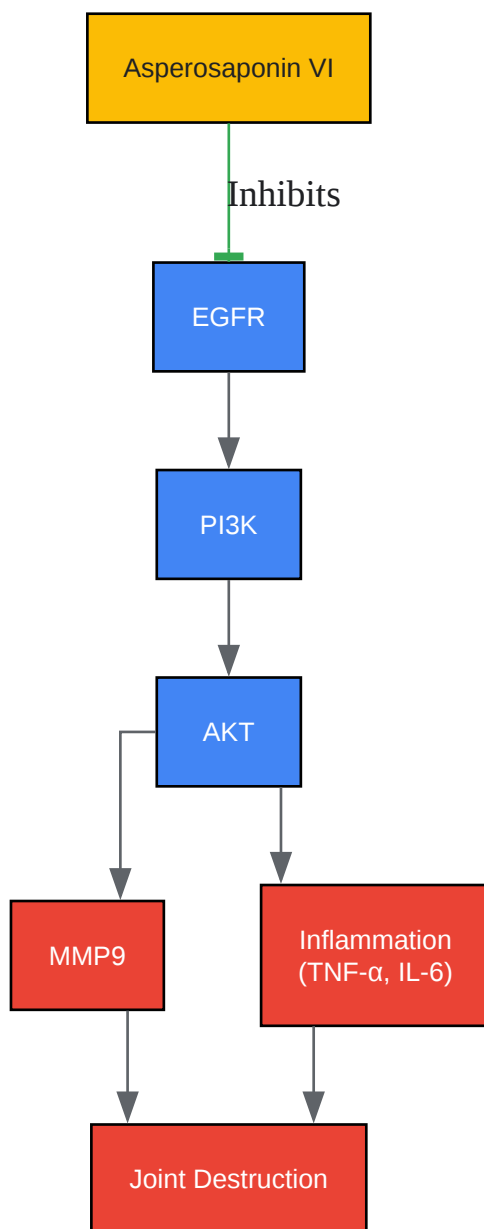 Asperosaponin VI
Inhibits
EGFR
PI3K
AKT
MMP9
Inflammation
(TNF-α, IL-6)
Joint Destruction